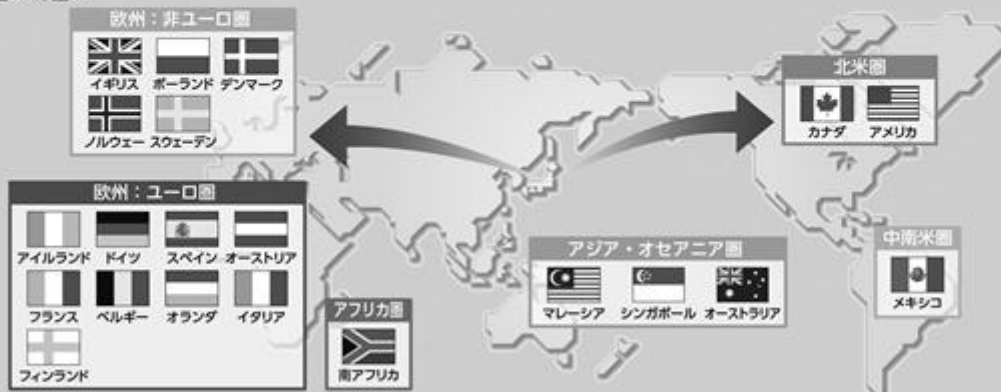 欧州：非ユーロ圏
イギリス ポーランド デンマーク
ノルウェー スウェーデン
欧州：ユーロ圏
アイルランド ドイツ スペイン オーストリア
フランス ベルギー オランダ イタリア
フィンランド
アフリカ圏
南アフリカ
アジア・オセアニア圏
マレーシア シンガポール オーストラリア
北米圏
カナダ アメリカ
中南米圏
メキシコ